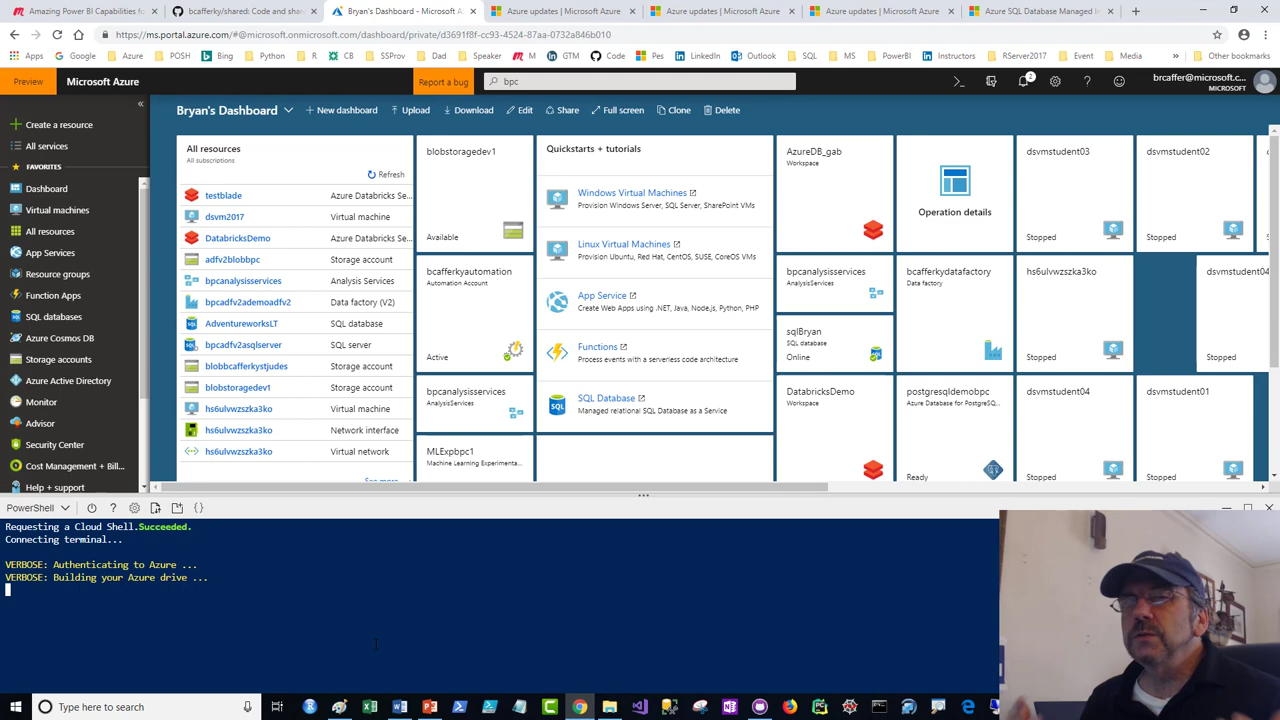 Amazing Power BI Capabilities fo
bcafferky/shared: Code and shar
Bryan's Dashboard - Microsoft A
Azure updates | Microsoft Azure
Azure updates | Microsoft Azure
Azure updates | Microsoft Azure
Azure SQL Database Managed In
https://ms.portal.azure.com/#@microsoft.onmicrosoft.com/dashboard/private/d3691f8f-cc93-4524-87aa-0732a846b010
Apps Google Azure POSH Bing R CB SSProv Dad Speaker M GTM Code Pes LinkedIn Outlook SQL MS PowerBI Instructors RServer2017 Event Media Other bookmarks
Preview Microsoft Azure Report a bug bpc 2 brcaffer@microsoft.c...
MICROSOFT
Bryan's Dashboard New dashboard Upload Download Edit Share Full screen Clone Delete
Create a resource
All services
FAVORITES
Dashboard
Virtual machines
All resources
App Services
Resource groups
Function Apps
SQL databases
Azure Cosmos DB
Storage accounts
Azure Active Directory
Monitor
Advisor
Security Center
Cost Management + Bill...
Help + support
All resources
All subscriptions
Refresh
testblade Azure Databricks Se...
dsvm2017 Virtual machine
DatabricksDemo Azure Databricks Se...
adfv2blobbpc Storage account
bpcanalysisservices Analysis Services
bpcadfv2ademoadfv2 Data factory (V2)
AdventureworksLT SQL database
bpcadfv2asqlserver SQL server
blobbcafferkystjudes Storage account
blobstoragedev1 Storage account
hs6ulvwzszka3ko Virtual machine
hs6ulvwzszka3ko Network interface
hs6ulvwzszka3ko Virtual network
See more
blobstoragedev1
Available
bcafferkyautomation
Automation Account
Active
bpcanalysisservices
AnalysisServices
MLExpbpc1
Machine Learning Experimenta...
Quickstarts + tutorials
Windows Virtual Machines
Provision Windows Server, SQL Server, SharePoint VMs
Linux Virtual Machines
Provision Ubuntu, Red Hat, CentOS, SUSE, CoreOS VMs
App Service
Create Web Apps using .NET, Java, Node.js, Python, PHP
Functions
Process events with a serverless code architecture
SQL Database
Managed relational SQL Database as a Service
AzureDB_gab
Workspace
bpcanalysisservices
AnalysisServices
sqlBryan
SQL database
Online
DatabricksDemo
Workspace
Operation details
bcafferkydatafactory
Data factory
postgresqldemobpc
Azure Database for PostgreSQ...
Ready
dsvmstudent03
Stopped
hs6ulvwzszka3ko
Stopped
dsvmstudent04
Stopped
dsvmstudent02
Stopped
dsvmstudent04
Stopped
dsvmstudent01
Stopped
PowerShell
Requesting a Cloud Shell.Succeeded.
Connecting terminal...
VERBOSE: Authenticating to Azure ...
VERBOSE: Building your Azure drive ...
Type here to search